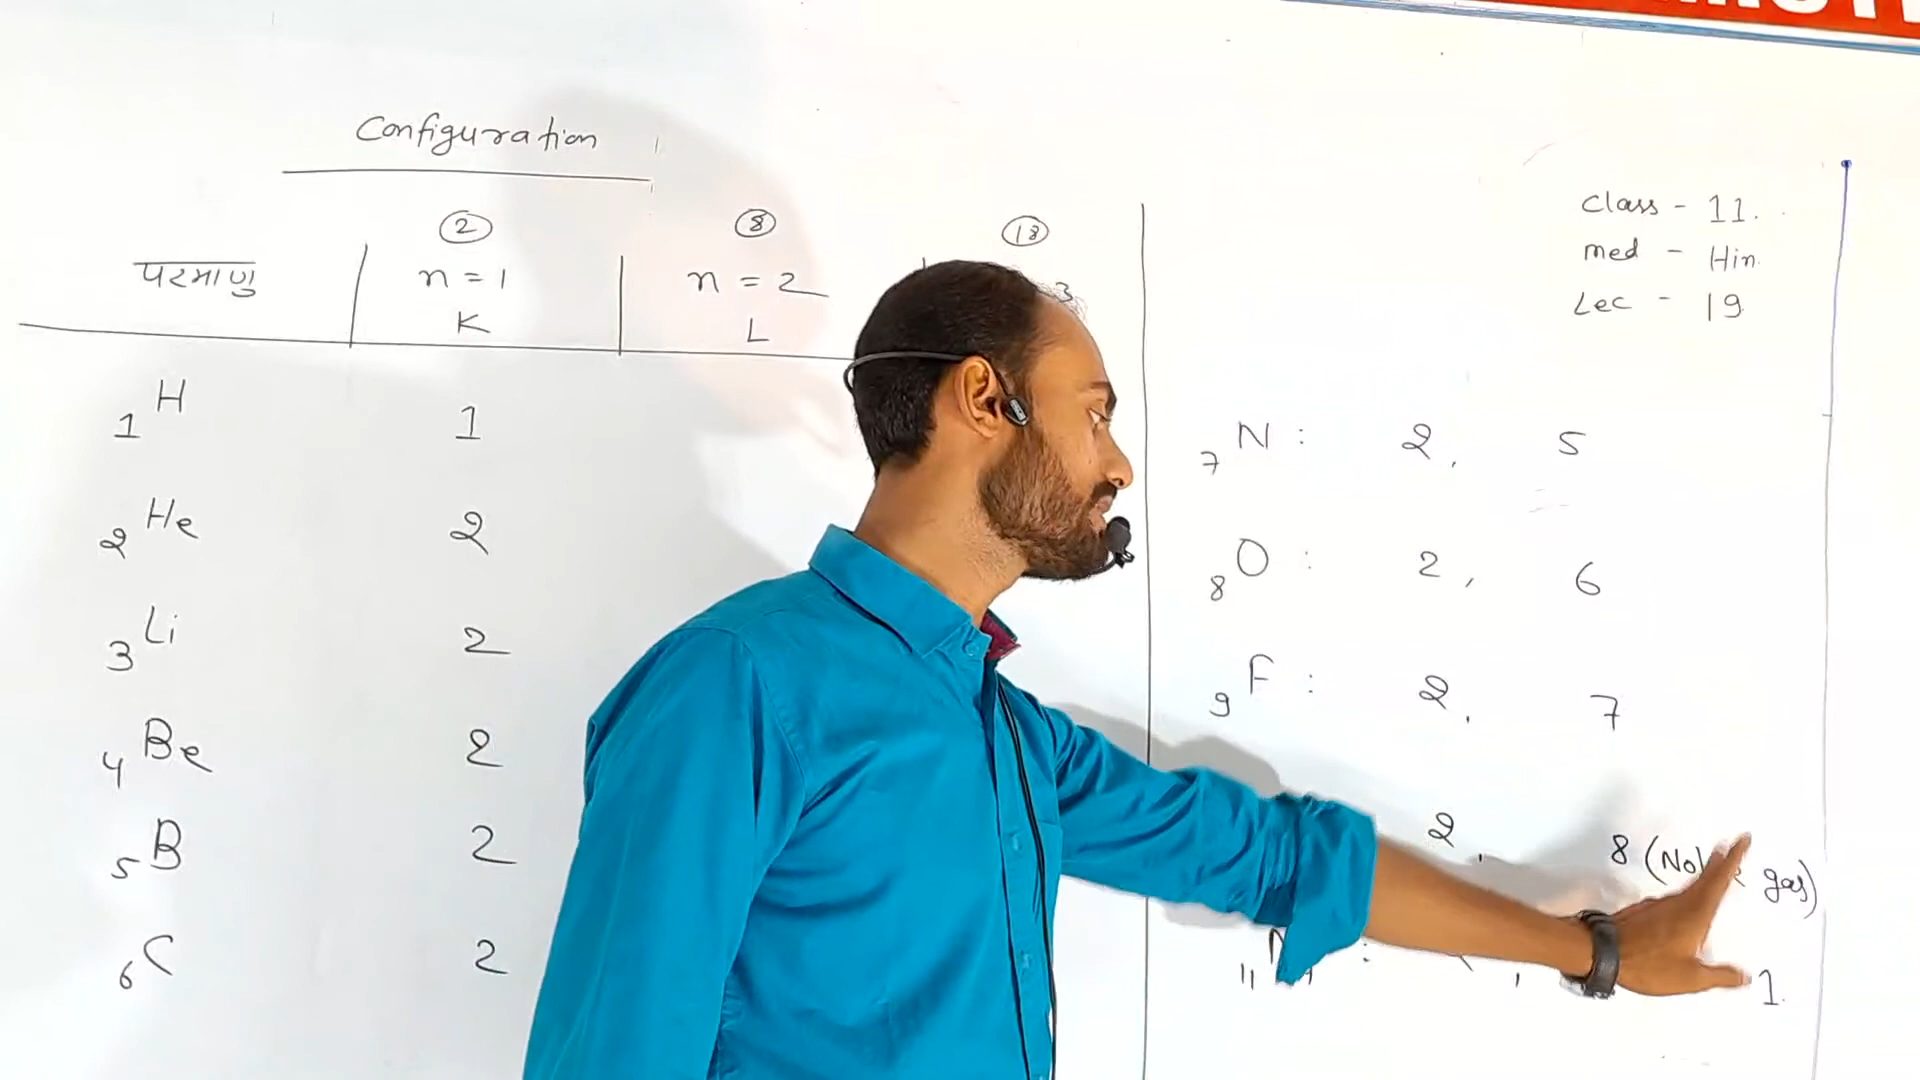 Configuration
2 8 18
परमाणु n = 1 n = 2 3
K L
1H 1
2He 2
3Li 2
4Be 2
5B 2
6C 2
Class - 11.
med - Hin.
Lec - 19
7N : 2, 5
8O : 2, 6
9F : 2, 7
2, 8 ( gas)
11 : , 1